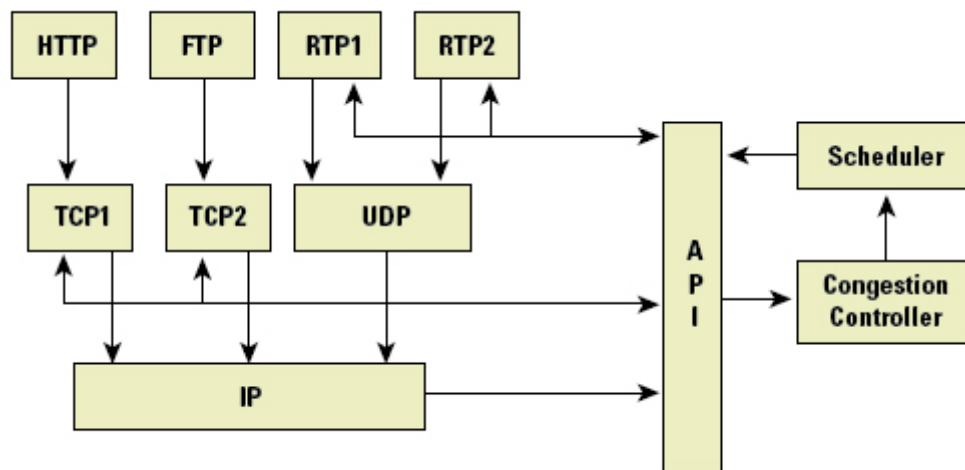 HTTP
FTP
RTP1
RTP2
Scheduler
TCP1
TCP2
UDP
A
P
I
Congestion
Controller
IP